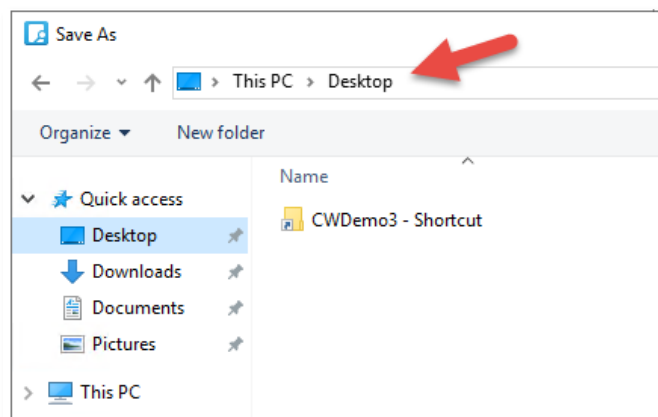 Save As
This PC > Desktop
Organize New folder
Name
Quick access
CWDemo3 - Shortcut
Desktop
Downloads
Documents
Pictures
This PC